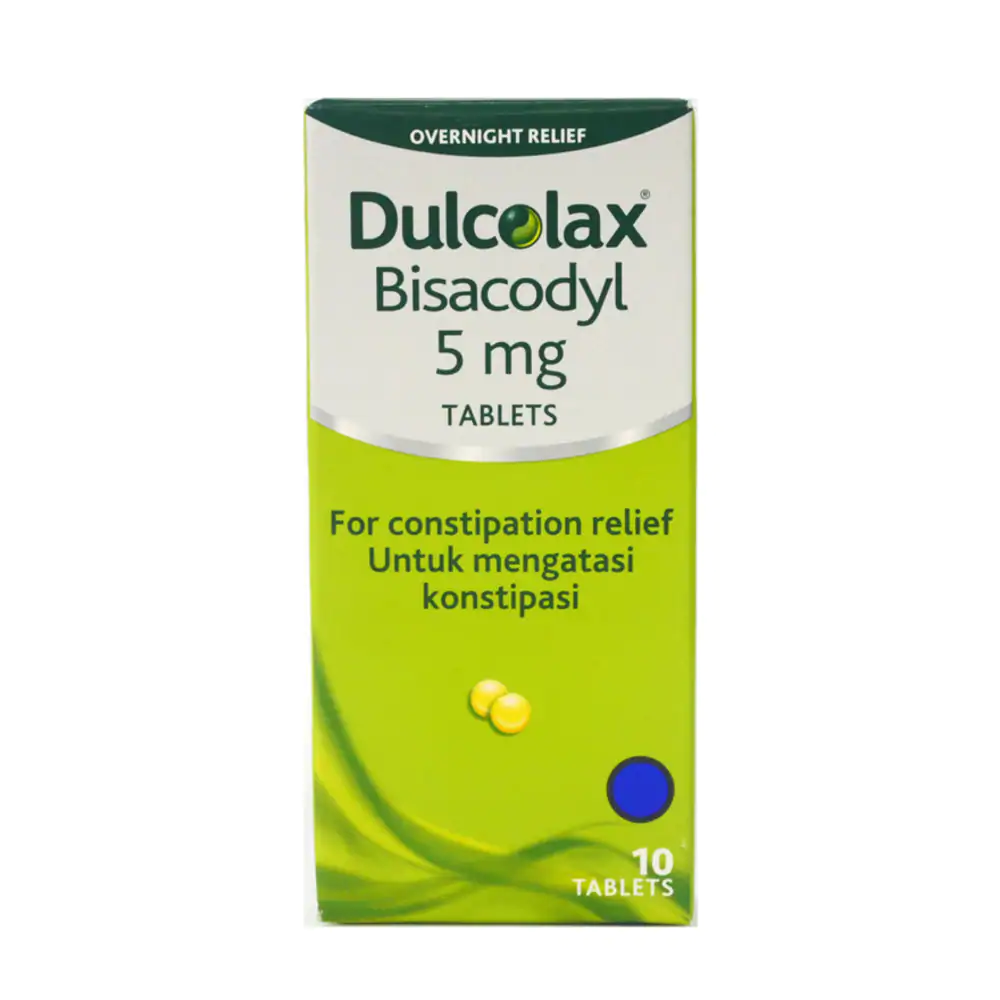 OVERNIGHT RELIEF
Dulcolax®
Bisacodyl
5 mg
TABLETS
For constipation relief
Untuk mengatasi
konstipasi
10
TABLETS